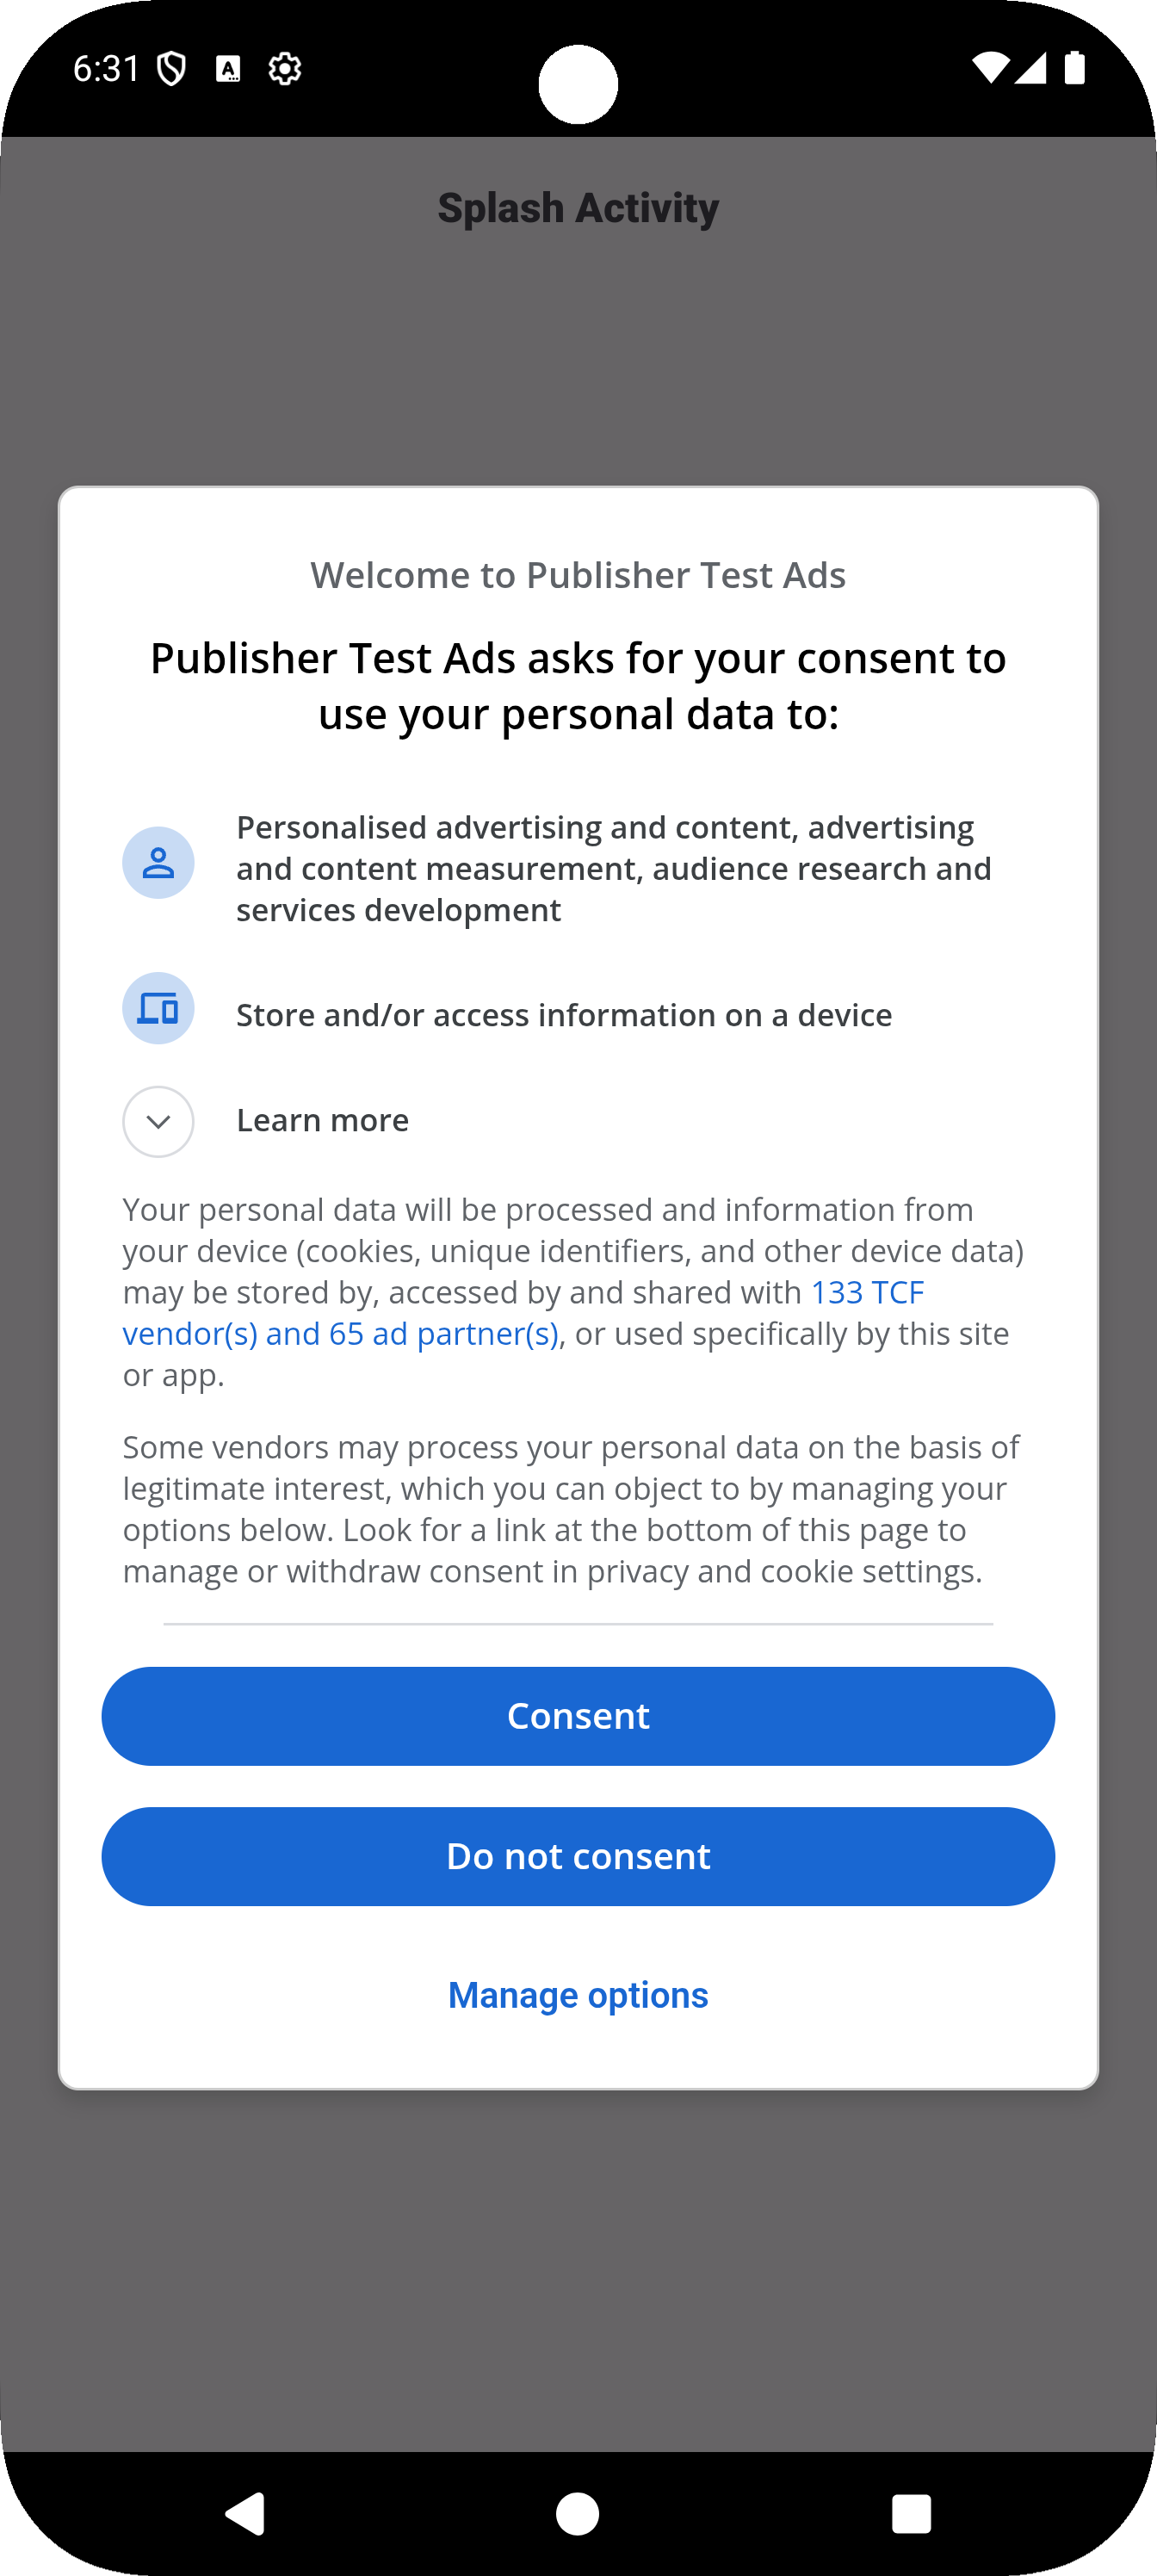 6:31
Splash Activity
Welcome to Publisher Test Ads
Publisher Test Ads asks for your consent to
use your personal data to:
Personalised advertising and content, advertising
and content measurement, audience research and
services development
Store and/or access information on a device
Learn more
Your personal data will be processed and information from
your device (cookies, unique identifiers, and other device data)
may be stored by, accessed by and shared with 133 TCF
vendor(s) and 65 ad partner(s), or used specifically by this site
or app.
Some vendors may process your personal data on the basis of
legitimate interest, which you can object to by managing your
options below. Look for a link at the bottom of this page to
manage or withdraw consent in privacy and cookie settings.
Consent
Do not consent
Manage options